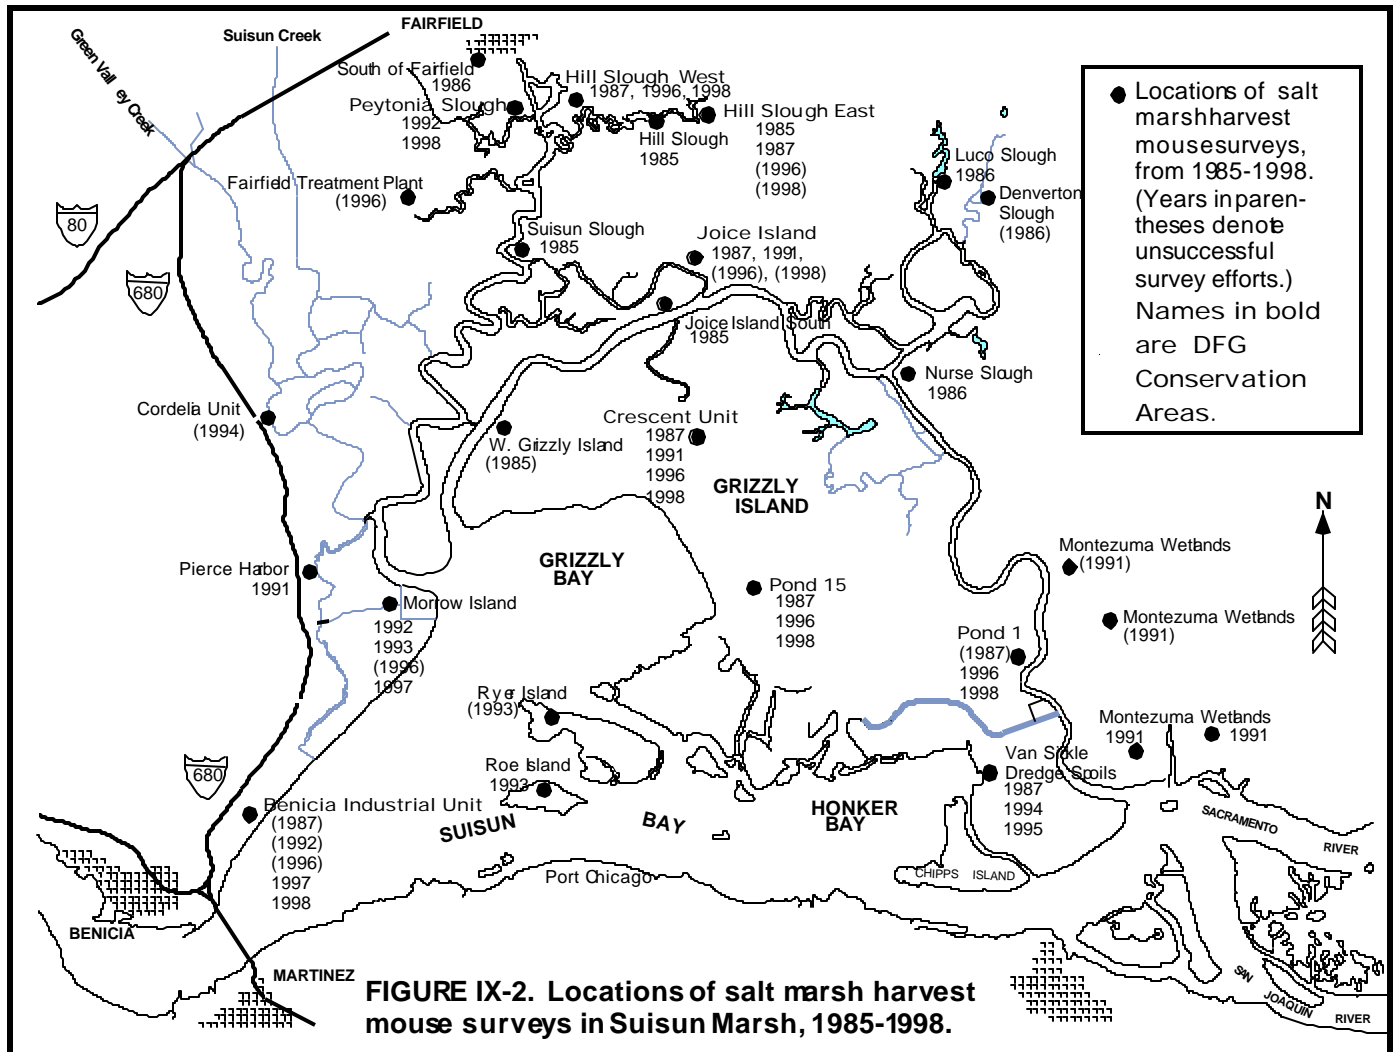 FAIRFIELD
Green Valley Creek
Suisun Creek
South of Fairfield
1986
Hill Slough West
1987, 1996, 1998
Peytonia Slough
1992
1998
Hill Slough
1985
Hill Slough East
1985
1987
(1996)
(1998)
Luco Slough
1986
Denverton
Slough
(1986)
Fairfield Treatment Plant
(1996)
80
Suisun Slough
1985
Joice Island
1987, 1991,
(1996), (1998)
680
Joice Island South
1985
Nurse Slough
1986
Cordelia Unit
(1994)
W. Grizzly Island
(1985)
Crescent Unit
1987
1991
1996
1998
GRIZZLY
ISLAND
Locations of salt
marsh harvest
mouse surveys,
from 1985-1998.
(Years in paren-
theses denote
unsuccessful
survey efforts.)
Names in bold
are DFG
Conservation
Areas.
N
GRIZZLY
BAY
Pierce Harbor
1991
Morrow Island
1992
1993
(1996)
1997
Pond 15
1987
1996
1998
Montezuma Wetlands
(1991)
Montezuma Wetlands
(1991)
Pond 1
(1987)
1996
1998
Ryer Island
(1993)
Montezuma Wetlands
1991
1991
Roe Island
1993
Van Sickle
Dredge Spoils
1987
1994
1995
680
Benicia Industrial Unit
(1987)
(1992)
(1996)
1997
1998
SUISUN
BAY
HONKER
BAY
SACRAMENTO
RIVER
Port Chicago
CHIPPS ISLAND
BENICIA
MARTINEZ
SAN
JOAQUIN
RIVER
FIGURE IX-2. Locations of salt marsh harvest
mouse surveys in Suisun Marsh, 1985-1998.